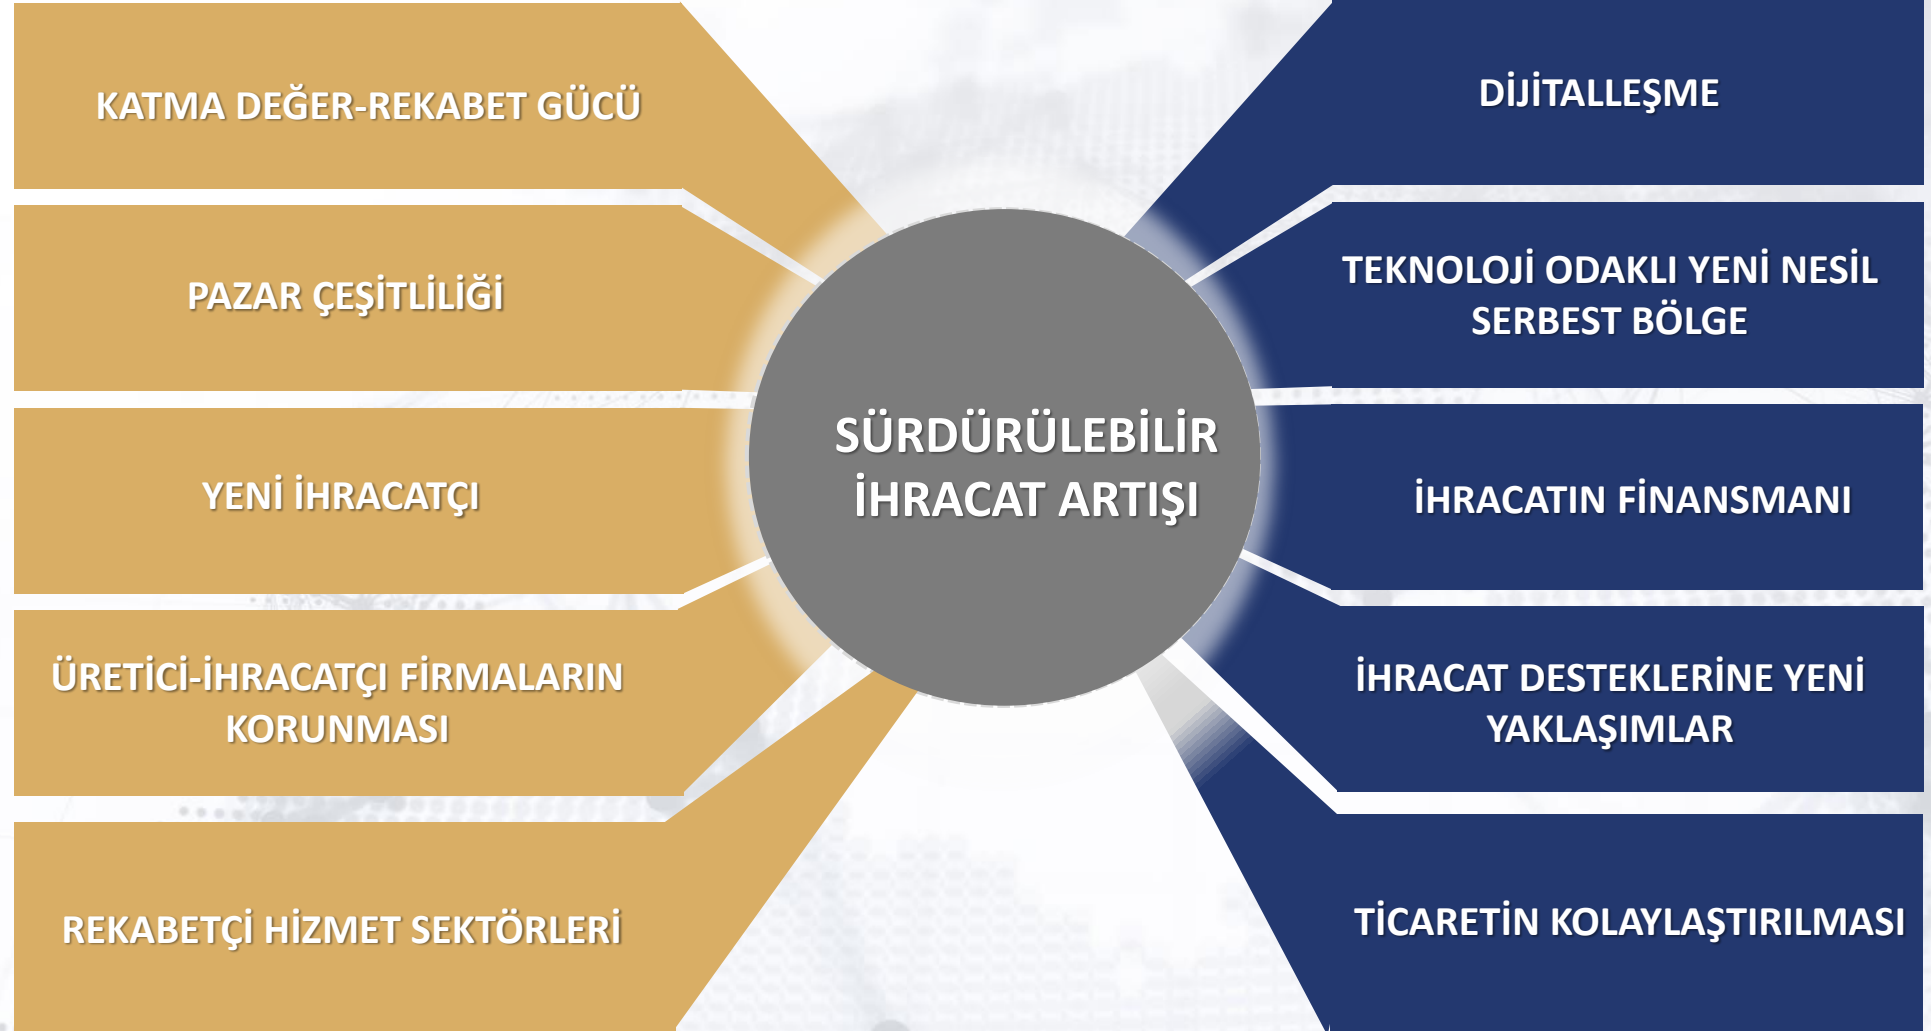 KATMA DEĞER-REKABET GÜCÜ
PAZAR ÇEŞİTLİLİĞİ
YENİ İHRACATÇI
ÜRETİCİ-İHRACATÇI FİRMALARIN
KORUNMASI
REKABETÇİ HİZMET SEKTÖRLERİ
SÜRDÜRÜLEBİLİR
İHRACAT ARTIŞI
DİJİTALLEŞME
TEKNOLOJİ ODAKLI YENİ NESİL
SERBEST BÖLGE
İHRACATIN FİNANSMANI
İHRACAT DESTEKLERİNE YENİ
YAKLAŞIMLAR
TİCARETİN KOLAYLAŞTIRILMASI